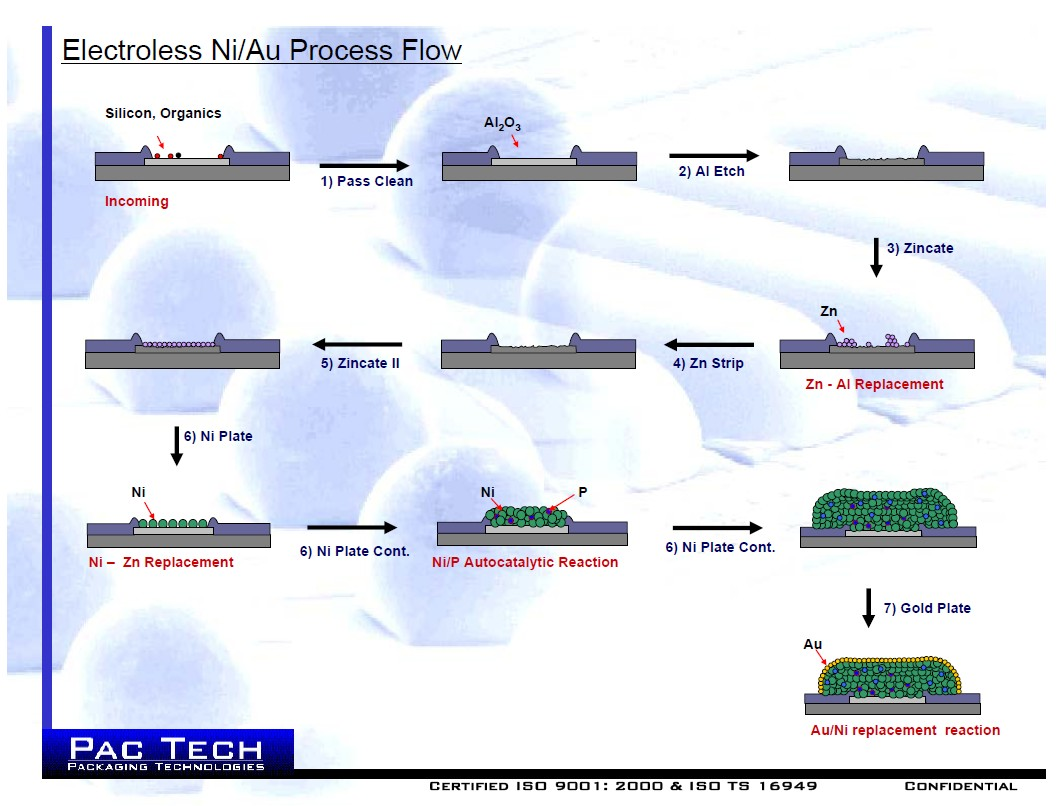 Electroless Ni/Au Process Flow
Silicon, Organics
Incoming
1) Pass Clean
Al₂O₃
2) Al Etch
3) Zincate
Zn
Zn - Al Replacement
4) Zn Strip
5) Zincate II
6) Ni Plate
Ni
Ni – Zn Replacement
6) Ni Plate Cont.
Ni
P
Ni/P Autocatalytic Reaction
6) Ni Plate Cont.
7) Gold Plate
Au
Au/Ni replacement reaction
PAC TECH
PACKAGING TECHNOLOGIES
CERTIFIED ISO 9001: 2000 & ISO TS 16949
CONFIDENTIAL